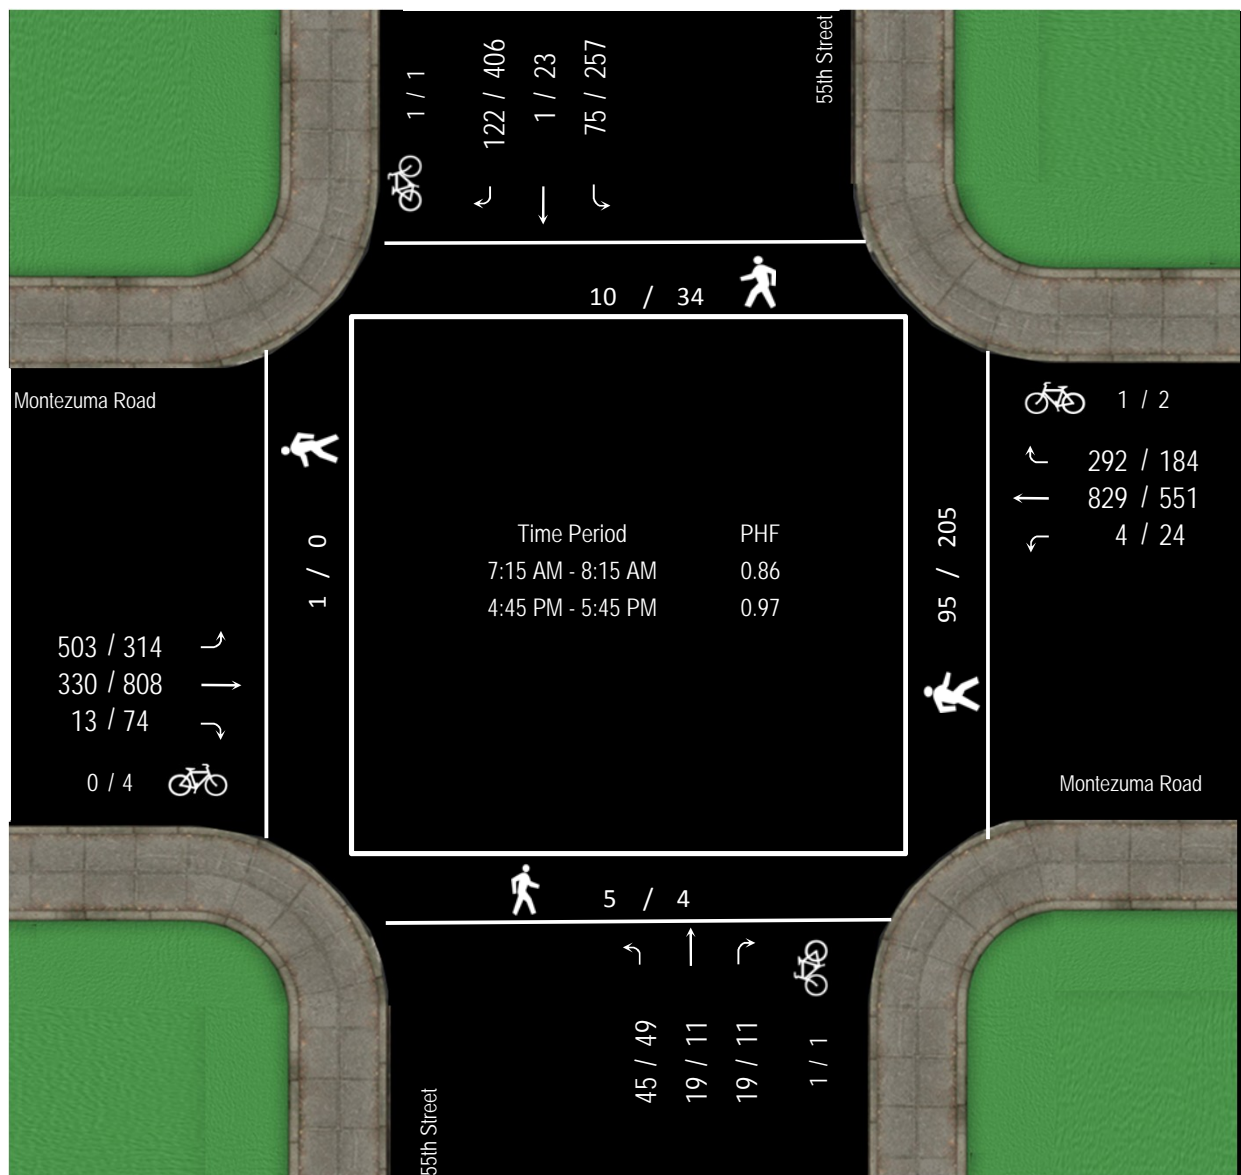 1 / 1
122 / 406
1 / 23
75 / 257
55th Street
10 / 34
Montezuma Road
1 / 2
292 / 184
829 / 551
4 / 24
1 / 0
Time Period PHF
7:15 AM - 8:15 AM 0.86
4:45 PM - 5:45 PM 0.97
95 / 205
503 / 314
330 / 808
13 / 74
0 / 4
Montezuma Road
5 / 4
45 / 49
19 / 11
19 / 11
1 / 1
55th Street